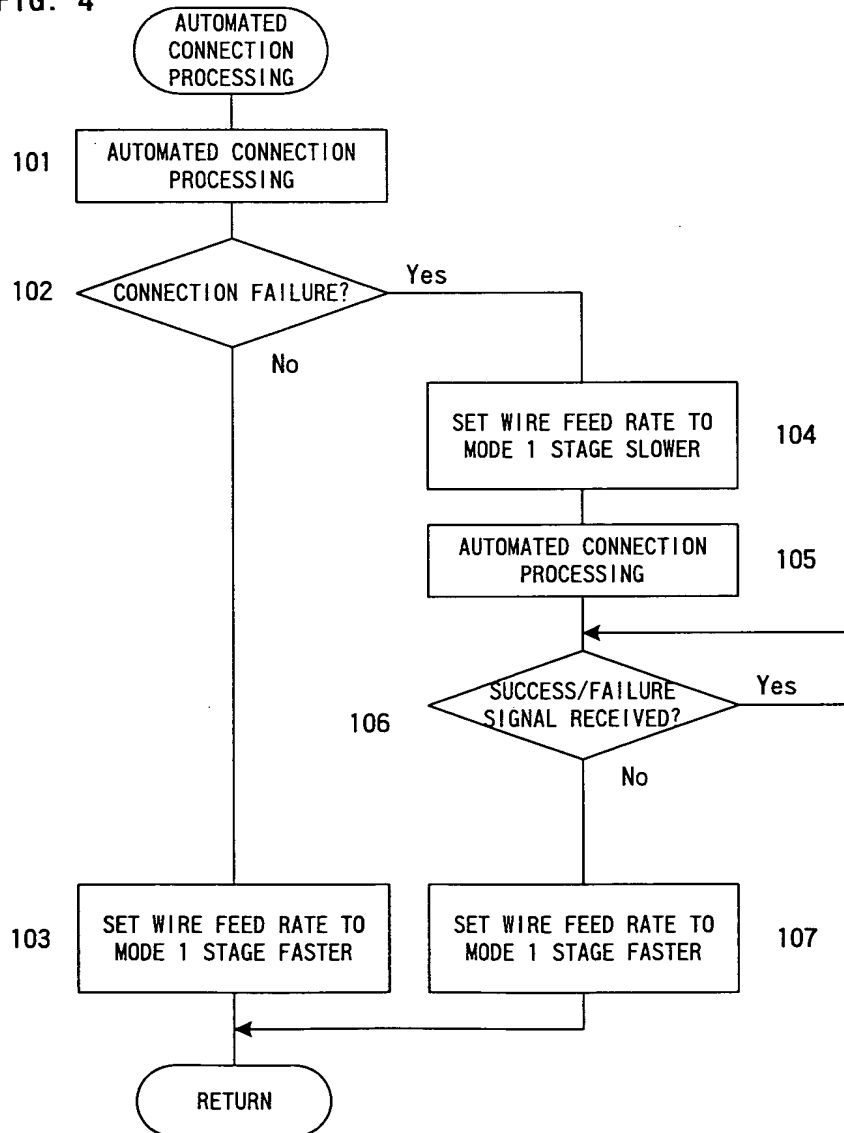 FIG. 4
AUTOMATED
CONNECTION
PROCESSING
101
AUTOMATED CONNECTION
PROCESSING
102
CONNECTION FAILURE?
Yes
No
SET WIRE FEED RATE TO
MODE 1 STAGE SLOWER
104
AUTOMATED CONNECTION
PROCESSING
105
SUCCESS/FAILURE
SIGNAL RECEIVED?
Yes
106
No
103
SET WIRE FEED RATE TO
MODE 1 STAGE FASTER
SET WIRE FEED RATE TO
MODE 1 STAGE FASTER
107
RETURN